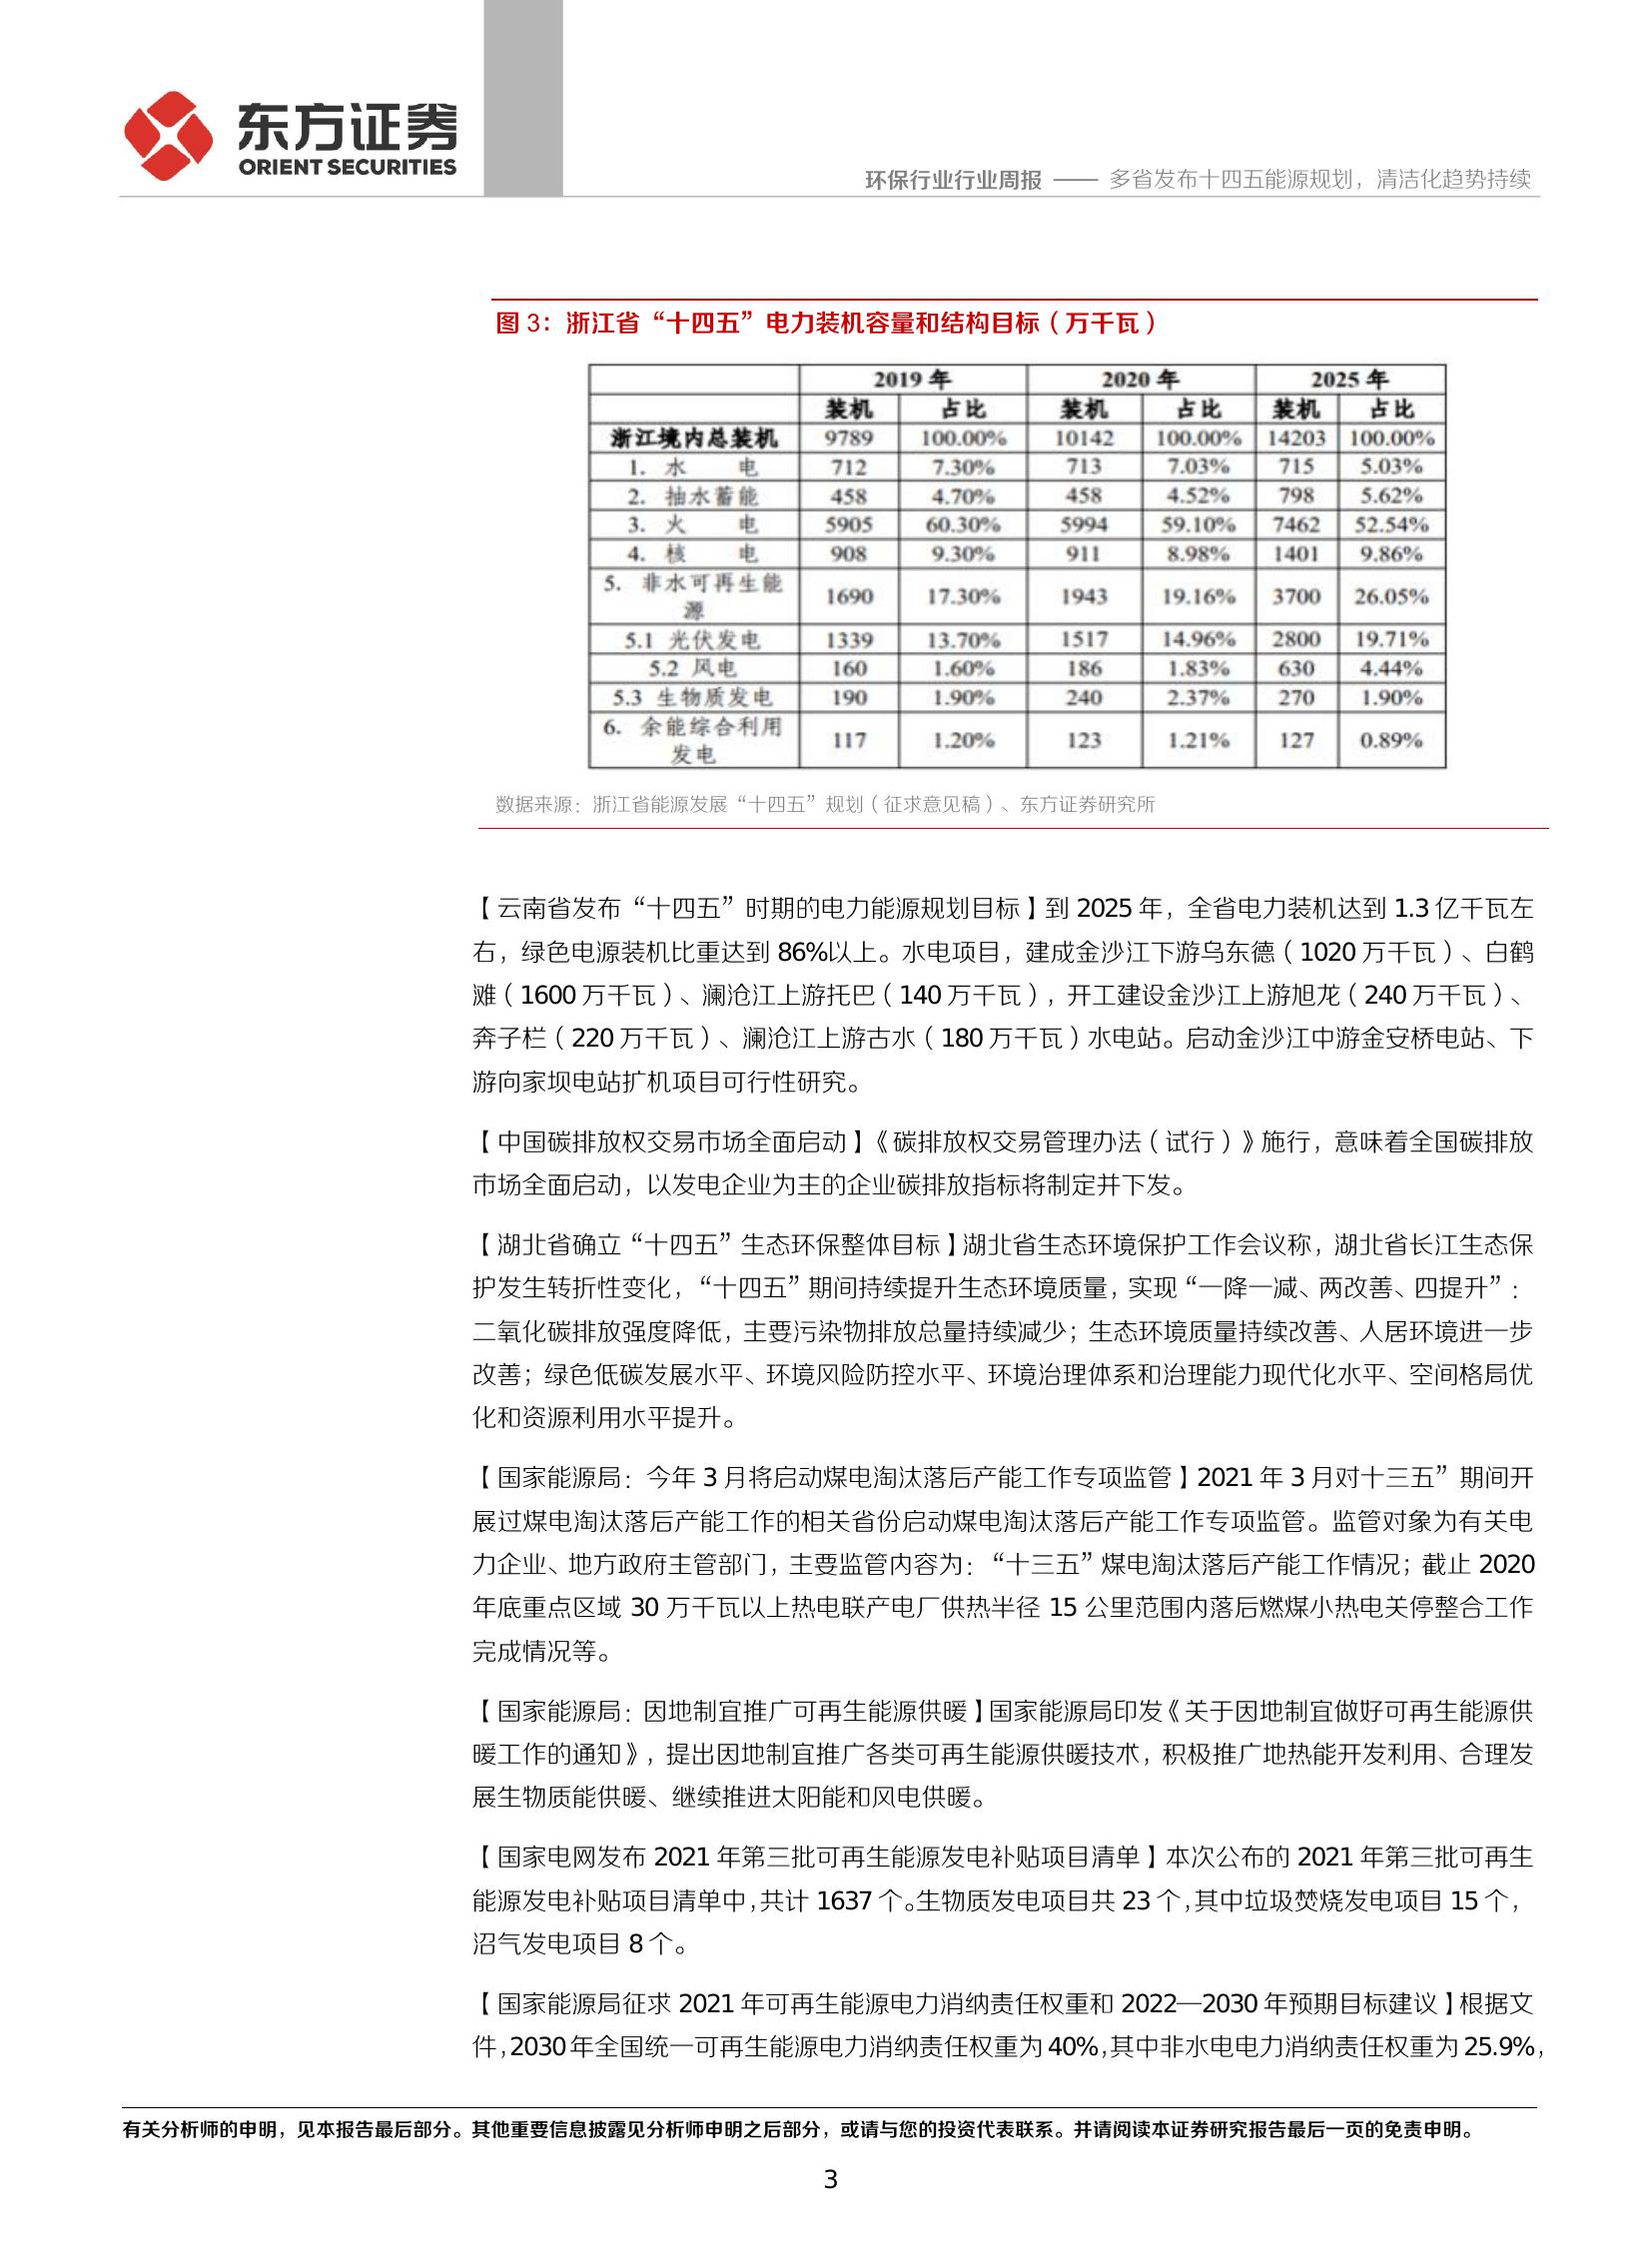 东方证券
ORIENT SECURITIES
环保行业行业周报 —— 多省发布十四五能源规划，清洁化趋势持续
图 3：浙江省“十四五”电力装机容量和结构目标（万千瓦）
2019 年 2020 年 2025 年
装机 占比 装机 占比 装机 占比
浙江境内总装机 9789 100.00% 10142 100.00% 14203 100.00%
1. 水 电 712 7.30% 713 7.03% 715 5.03%
2. 抽水蓄能 458 4.70% 458 4.52% 798 5.62%
3. 火 电 5905 60.30% 5994 59.10% 7462 52.54%
4. 核 电 908 9.30% 911 8.98% 1401 9.86%
5. 非水可再生能
源 1690 17.30% 1943 19.16% 3700 26.05%
5.1 光伏发电 1339 13.70% 1517 14.96% 2800 19.71%
5.2 风电 160 1.60% 186 1.83% 630 4.44%
5.3 生物质发电 190 1.90% 240 2.37% 270 1.90%
6. 余能综合利用
发电 117 1.20% 123 1.21% 127 0.89%
数据来源：浙江省能源发展“十四五”规划（征求意见稿）、东方证券研究所
【云南省发布“十四五”时期的电力能源规划目标】到 2025 年，全省电力装机达到 1.3 亿千瓦左
右，绿色电源装机比重达到 86%以上。水电项目，建成金沙江下游乌东德（1020 万千瓦）、白鹤
滩（1600 万千瓦）、澜沧江上游托巴（140 万千瓦），开工建设金沙江上游旭龙（240 万千瓦）、
奔子栏（220 万千瓦）、澜沧江上游古水（180 万千瓦）水电站。启动金沙江中游金安桥电站、下
游向家坝电站扩机项目可行性研究。
【中国碳排放权交易市场全面启动】《碳排放权交易管理办法（试行）》施行，意味着全国碳排放
市场全面启动，以发电企业为主的企业碳排放指标将制定并下发。
【湖北省确立“十四五”生态环保整体目标】湖北省生态环境保护工作会议称，湖北省长江生态保
护发生转折性变化，“十四五”期间持续提升生态环境质量，实现“一降一减、两改善、四提升”：
二氧化碳排放强度降低，主要污染物排放总量持续减少；生态环境质量持续改善、人居环境进一步
改善；绿色低碳发展水平、环境风险防控水平、环境治理体系和治理能力现代化水平、空间格局优
化和资源利用水平提升。
【国家能源局：今年 3 月将启动煤电淘汰落后产能工作专项监管】2021 年 3 月对十三五”期间开
展过煤电淘汰落后产能工作的相关省份启动煤电淘汰落后产能工作专项监管。监管对象为有关电
力企业、地方政府主管部门，主要监管内容为：“十三五”煤电淘汰落后产能工作情况；截止 2020
年底重点区域 30 万千瓦以上热电联产电厂供热半径 15 公里范围内落后燃煤小热电关停整合工作
完成情况等。
【国家能源局：因地制宜推广可再生能源供暖】国家能源局印发《关于因地制宜做好可再生能源供
暖工作的通知》，提出因地制宜推广各类可再生能源供暖技术，积极推广地热能开发利用、合理发
展生物质能供暖、继续推进太阳能和风电供暖。
【国家电网发布 2021 年第三批可再生能源发电补贴项目清单】本次公布的 2021 年第三批可再生
能源发电补贴项目清单中，共计 1637 个。生物质发电项目共 23 个，其中垃圾焚烧发电项目 15 个，
沼气发电项目 8 个。
【国家能源局征求 2021 年可再生能源电力消纳责任权重和 2022—2030 年预期目标建议】根据文
件，2030 年全国统一可再生能源电力消纳责任权重为 40%，其中非水电电力消纳责任权重为 25.9%，
有关分析师的申明，见本报告最后部分。其他重要信息披露见分析师申明之后部分，或请与您的投资代表联系。并请阅读本证券研究报告最后一页的免责申明。
3